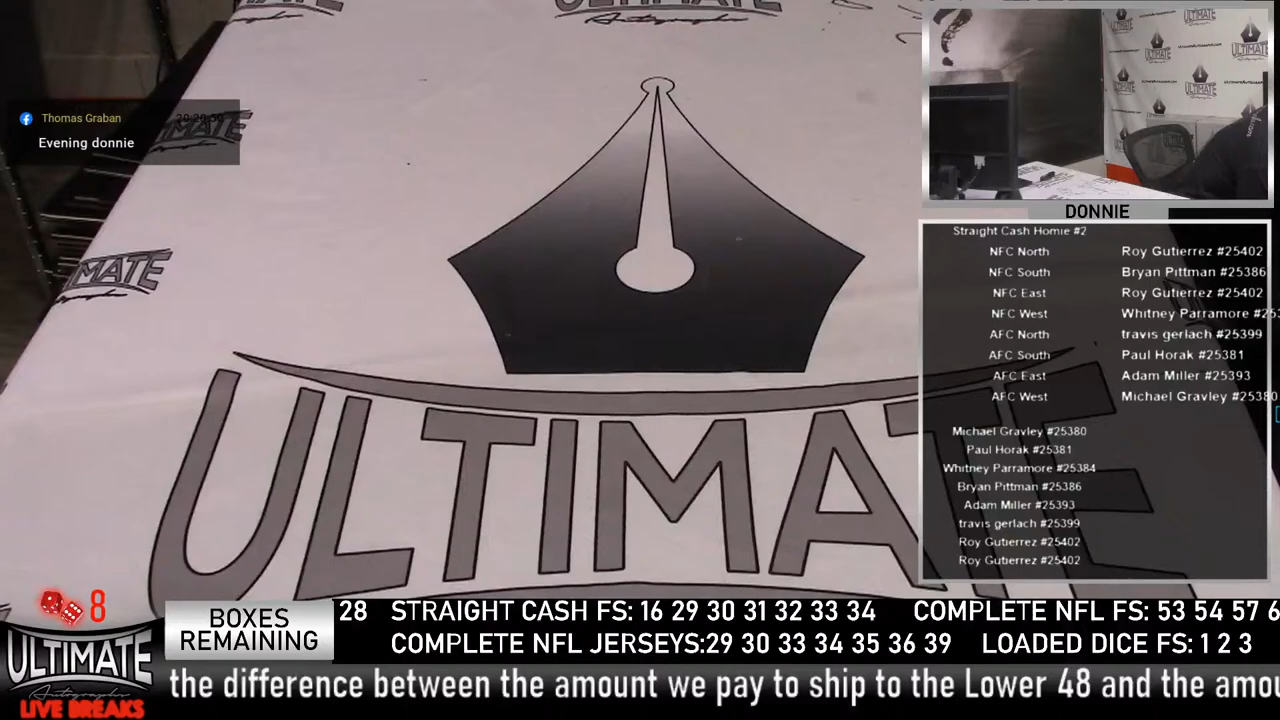 Thomas Graban
Evening donnie
ULTIMATE
DONNIE
Straight Cash Homie #2
NFC North Roy Gutierrez #25402
NFC South Bryan Pittman #25386
NFC East Roy Gutierrez #25402
NFC West Whitney Parramore
AFC North travis gerlach #25399
AFC South Paul Horak #25381
AFC East Adam Miller #25393
AFC West Michael Gravley #25380
Michael Gravley #25380
Paul Horak #25381
Whitney Parramore #25384
Bryan Pittman #25386
Adam Miller #25393
travis gerlach #25399
Roy Gutierrez #25402
Roy Gutierrez #25402
8
ULTIMATE
Autographs
LIVE BREAKS
BOXES
REMAINING
28 STRAIGHT CASH FS: 16 29 30 31 32 33 34 COMPLETE NFL FS: 53 54 57
COMPLETE NFL JERSEYS:29 30 33 34 35 36 39 LOADED DICE FS: 1 2 3
the difference between the amount we pay to ship to the Lower 48 and the